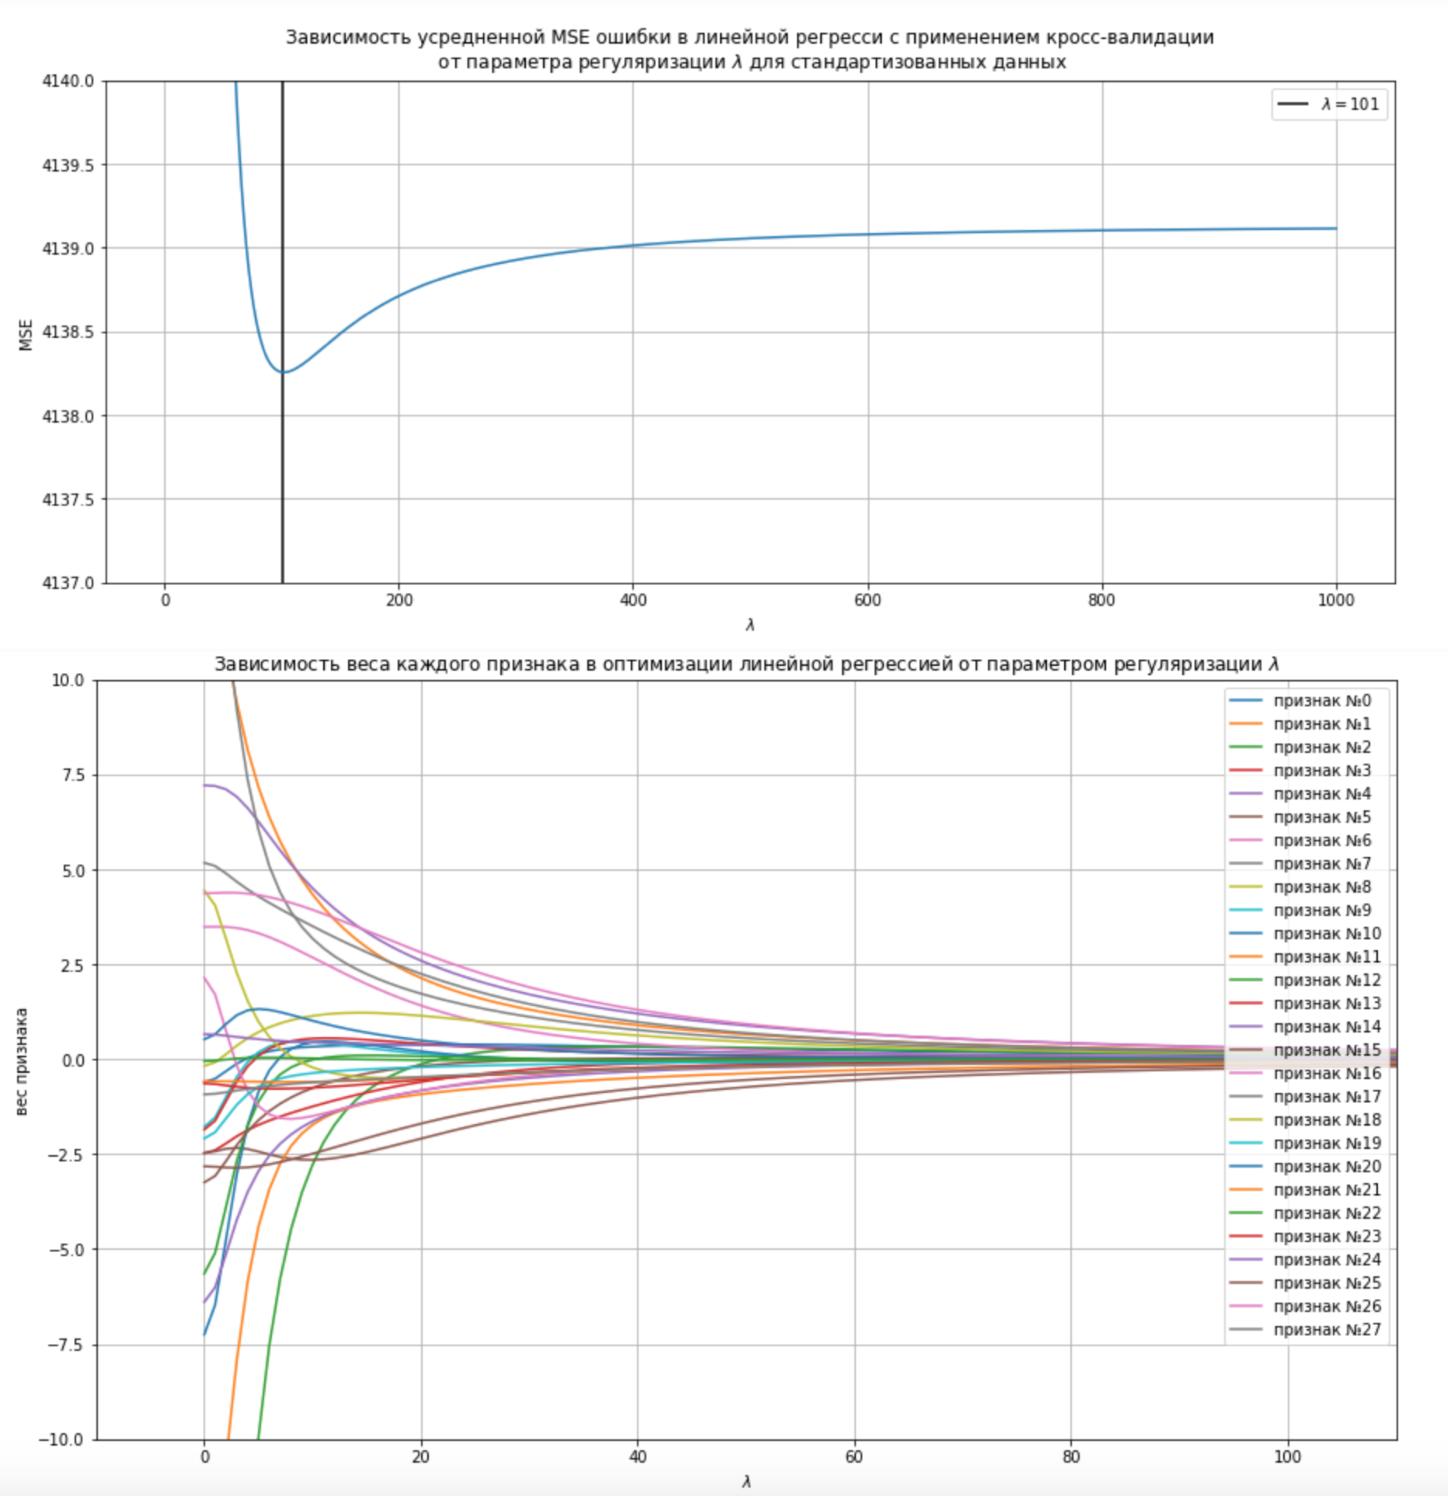 Зависимость усредненной MSE ошибки в линейной регресси с применением кросс-валидации
от параметра регуляризации λ для стандартизованных данных
4140.0
4139.5
4139.0
4138.5
4138.0
4137.5
4137.0
MSE
λ = 101
0 200 400 600 800 1000
λ
Зависимость веса каждого признака в оптимизации линейной регрессией от параметром регуляризации λ
10.0
7.5
5.0
2.5
0.0
−2.5
−5.0
−7.5
−10.0
вес признака
признак №0
признак №1
признак №2
признак №3
признак №4
признак №5
признак №6
признак №7
признак №8
признак №9
признак №10
признак №11
признак №12
признак №13
признак №14
признак №15
признак №16
признак №17
признак №18
признак №19
признак №20
признак №21
признак №22
признак №23
признак №24
признак №25
признак №26
признак №27
0 20 40 60 80 100
λ